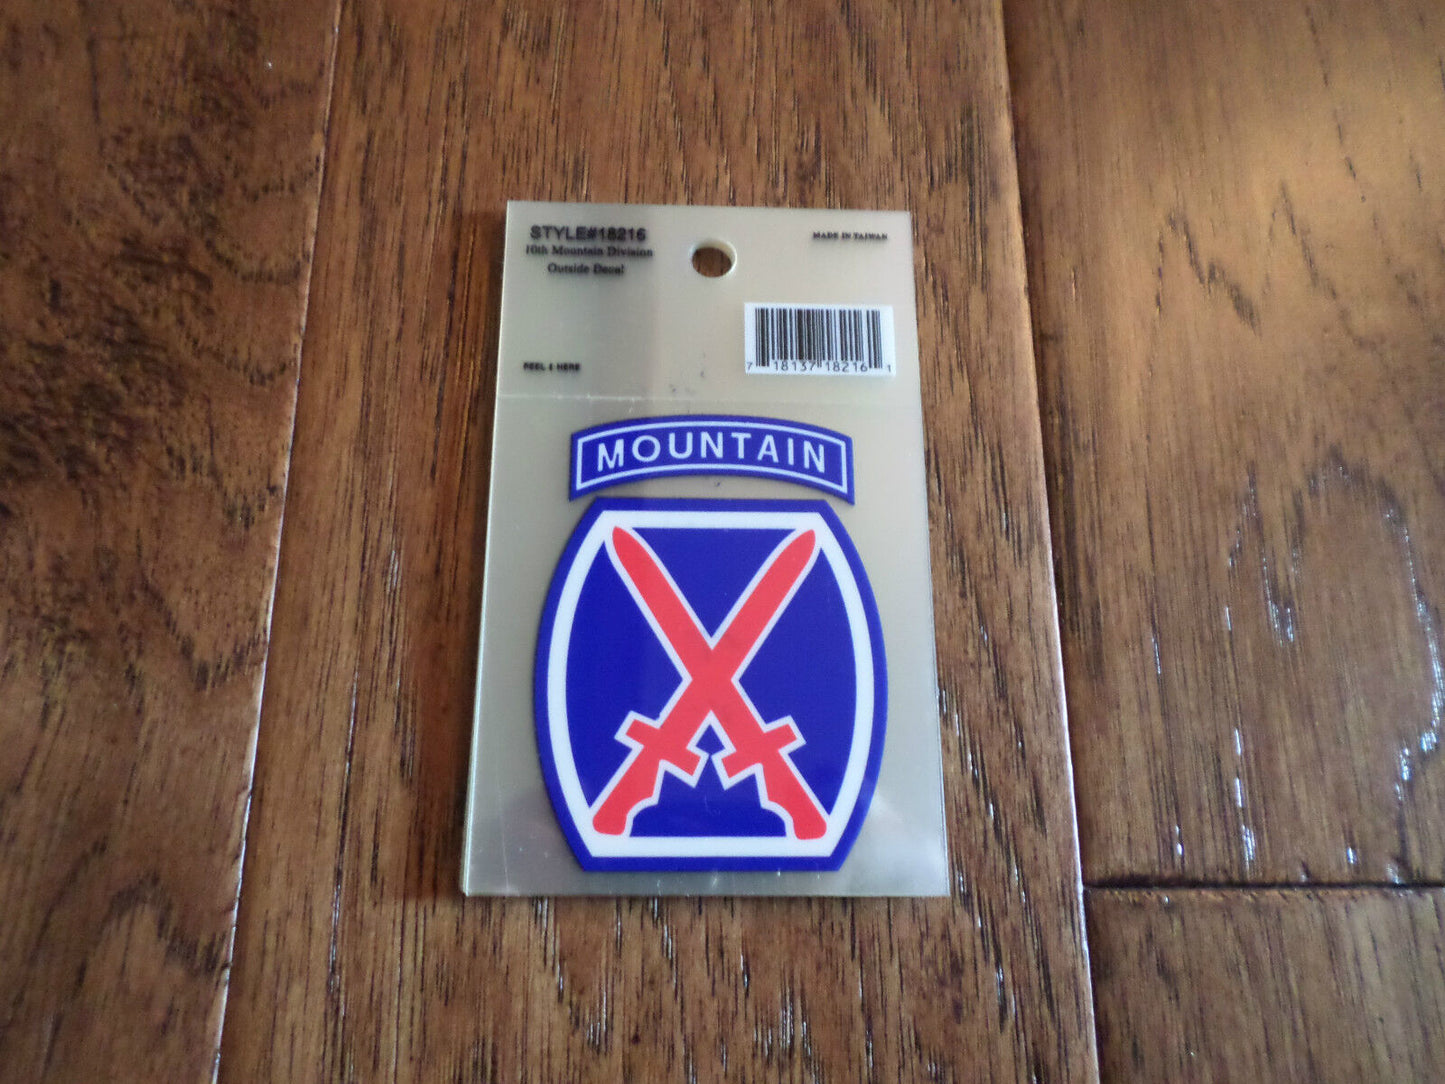 STYLE#18216
10th Mountain Division
Outside Decal
MADE IN TAIWAN
7 18137 18216 1
PEEL & HERE
MOUNTAIN